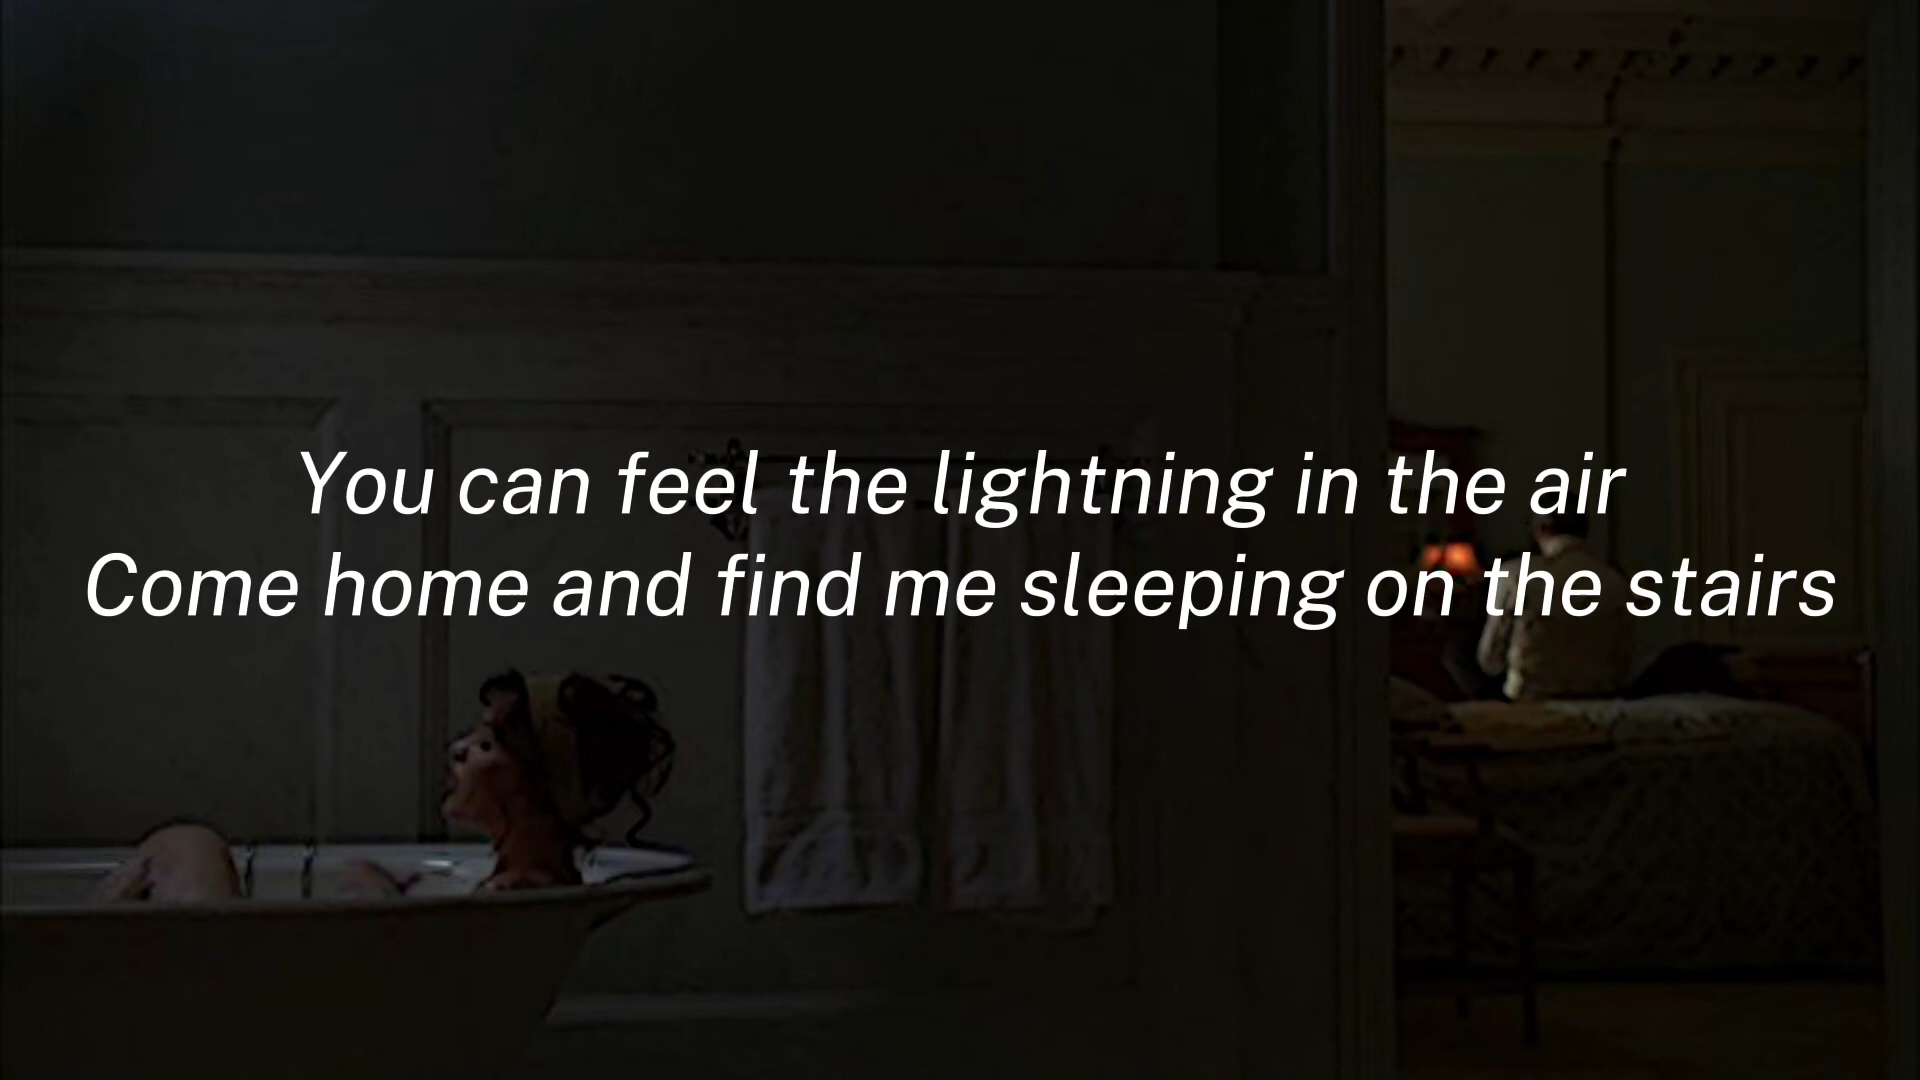 You can feel the lightning in the air
Come home and find me sleeping on the stairs